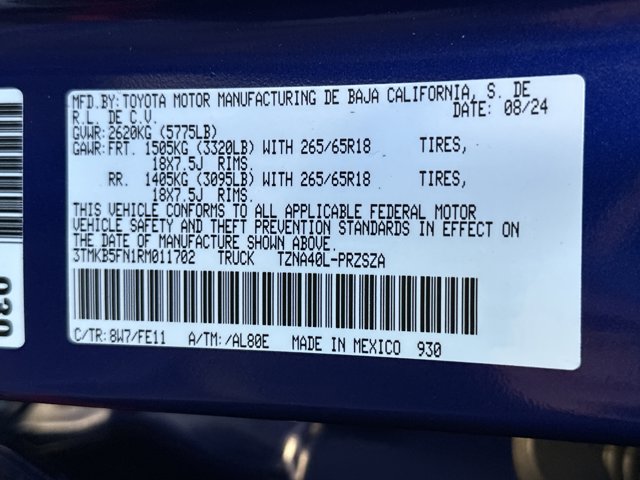 MFD.BY:TOYOTA MOTOR MANUFACTURING DE BAJA CALIFORNIA, S. DE
R.L. DE C.V. DATE: 08/24
GVWR:2620KG (5775LB)
GAWR:FRT. 1505KG (3320LB) WITH 265/65R18 TIRES,
18X7.5J RIMS.
RR. 1405KG (3095LB) WITH 265/65R18 TIRES,
18X7.5J RIMS.
THIS VEHICLE CONFORMS TO ALL APPLICABLE FEDERAL MOTOR
VEHICLE SAFETY AND THEFT PREVENTION STANDARDS IN EFFECT ON
DATE OF MANUFACTURE SHOWN ABOVE.
3TMKB5FN1RM011702 TRUCK TZNA40L-PRZSZA
C/TR:8W7/FE11 A/TM:/AL80E MADE IN MEXICO 930
030